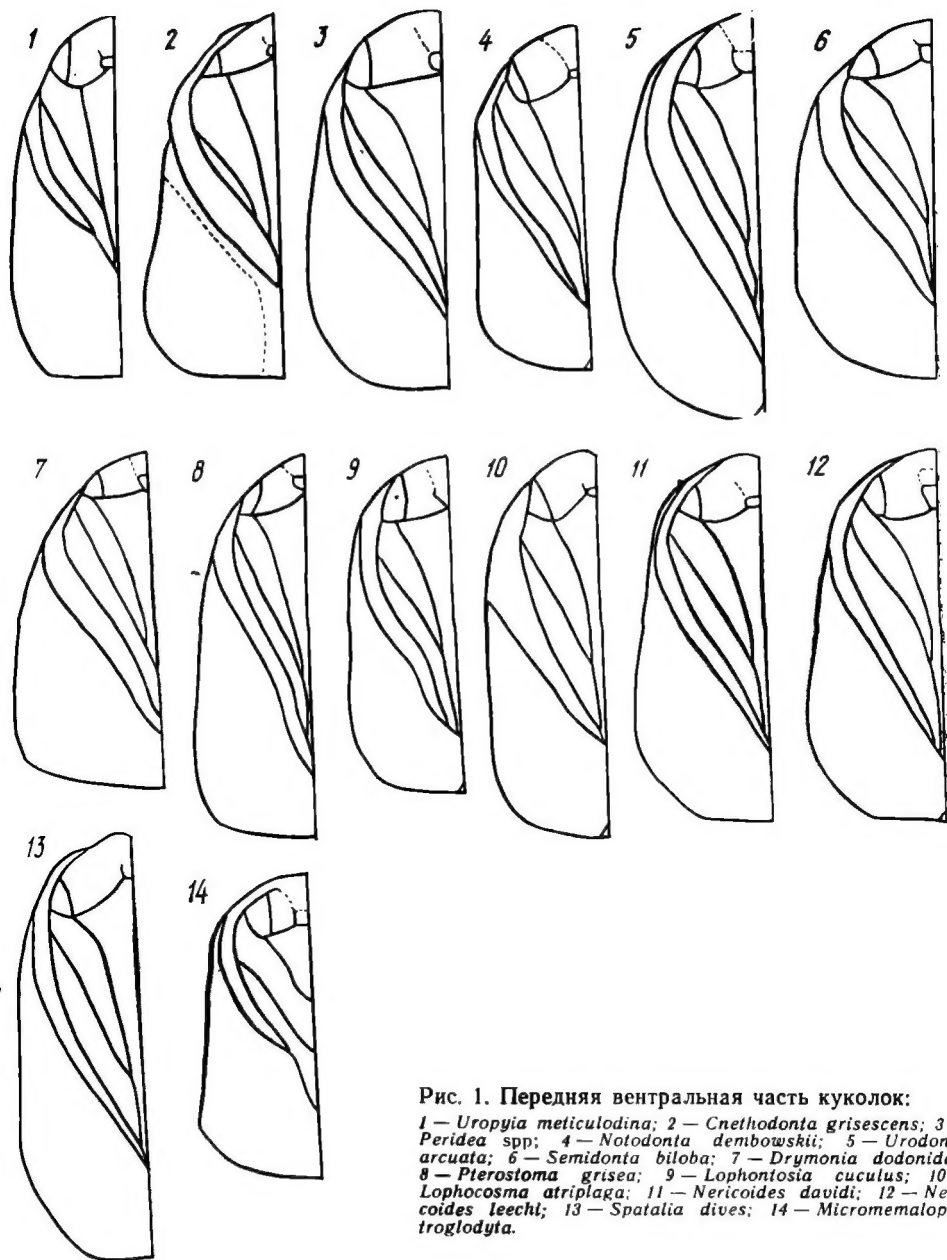 1 2 3 4 5 6
7 8 9 10 11 12
13 14
Рис. 1. Передняя вентральная часть куколок:
1 — Uropyia meticulodina; 2 — Cnethodonta grisescens; 3
Peridea spp; 4 — Notodonta dembowskii; 5 — Urodon
arcuata; 6 — Semidonta biloba; 7 — Drymonia dodonid
8 — Pterostoma grisea; 9 — Lophontosia cuculus; 10
Lophocosma atriplaga; 11 — Nericoides davidi; 12 — Ne
coides leechl; 13 — Spatalia dives; 14 — Micromemalop
troglodyta.